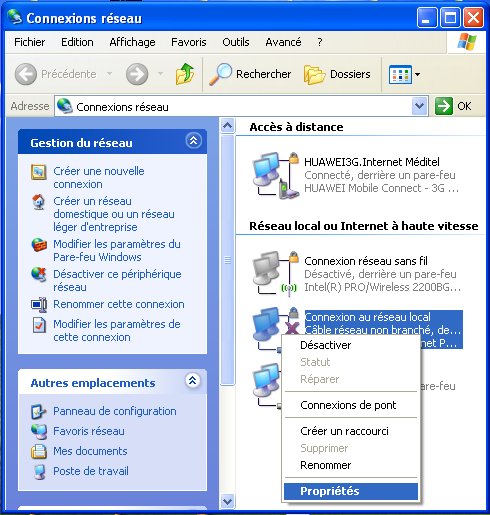 Connexions réseau
Fichier Edition Affichage Favoris Outils Avancé ?
Précédente Rechercher Dossiers
Adresse Connexions réseau OK
Gestion du réseau
Créer une nouvelle
connexion
Créer un réseau
domestique ou un réseau
léger d'entreprise
Modifier les paramètres du
Pare-feu Windows
Désactiver ce périphérique
réseau
Renommer cette connexion
Modifier les paramètres de
cette connexion
Autres emplacements
Panneau de configuration
Favoris réseau
Mes documents
Poste de travail
Accès à distance
HUAWEI3G.Internet Méditel
Connecté, derrière un pare-feu
HUAWEI Mobile Connect - 3G ...
Réseau local ou Internet à haute vitesse
Connexion réseau sans fil
Désactivé, derrière un pare-feu
Intel(R) PRO/Wireless 2200BG...
Connexion au réseau local
Câble réseau non branché, de...
net P...
pare-feu
Désactiver
Statut
Réparer
Connexions de pont
Créer un raccourci
Supprimer
Renommer
Propriétés